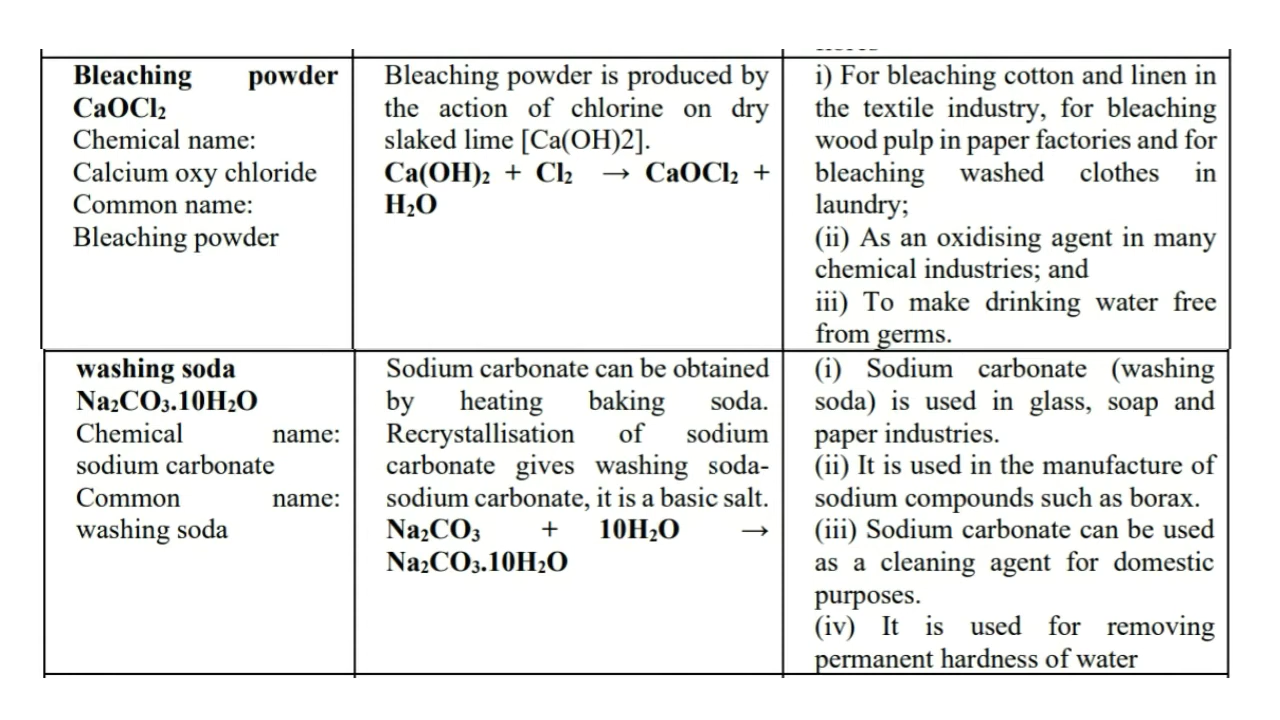 Bleaching powder
CaOCl₂
Chemical name:
Calcium oxy chloride
Common name:
Bleaching powder
Bleaching powder is produced by
the action of chlorine on dry
slaked lime [Ca(OH)2].
Ca(OH)₂ + Cl₂ → CaOCl₂ +
H₂O
i) For bleaching cotton and linen in
the textile industry, for bleaching
wood pulp in paper factories and for
bleaching washed clothes in
laundry;
(ii) As an oxidising agent in many
chemical industries; and
iii) To make drinking water free
from germs.
washing soda
Na₂CO₃.10H₂O
Chemical name:
sodium carbonate
Common name:
washing soda
Sodium carbonate can be obtained
by heating baking soda.
Recrystallisation of sodium
carbonate gives washing soda-
sodium carbonate, it is a basic salt.
Na₂CO₃ + 10H₂O →
Na₂CO₃.10H₂O
(i) Sodium carbonate (washing
soda) is used in glass, soap and
paper industries.
(ii) It is used in the manufacture of
sodium compounds such as borax.
(iii) Sodium carbonate can be used
as a cleaning agent for domestic
purposes.
(iv) It is used for removing
permanent hardness of water